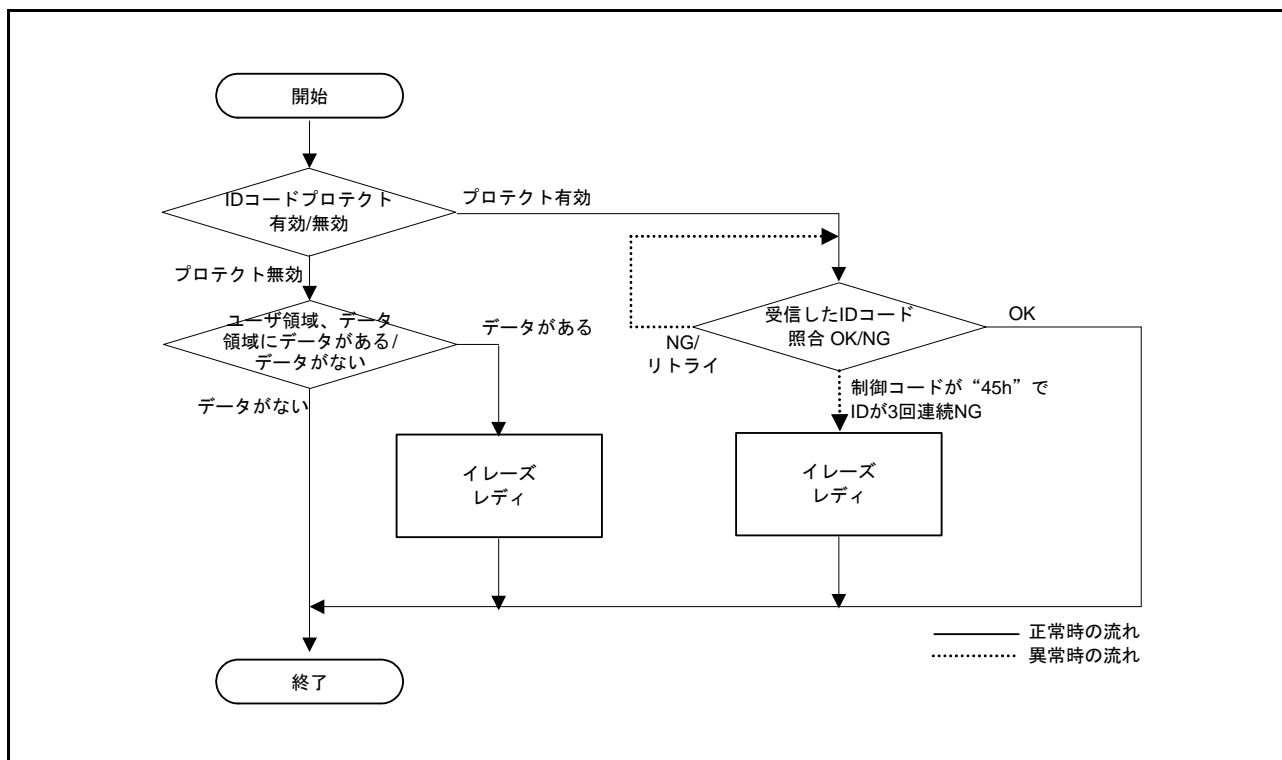 開始
IDコードプロテクト
有効/無効
プロテクト有効
プロテクト無効
ユーザ領域、データ
領域にデータがある/
データがない
データがある
データがない
受信したIDコード
照合 OK/NG
OK
NG/
リトライ
制御コードが“45h”で
IDが3回連続NG
イレーズ
レディ
イレーズ
レディ
正常時の流れ
異常時の流れ
終了